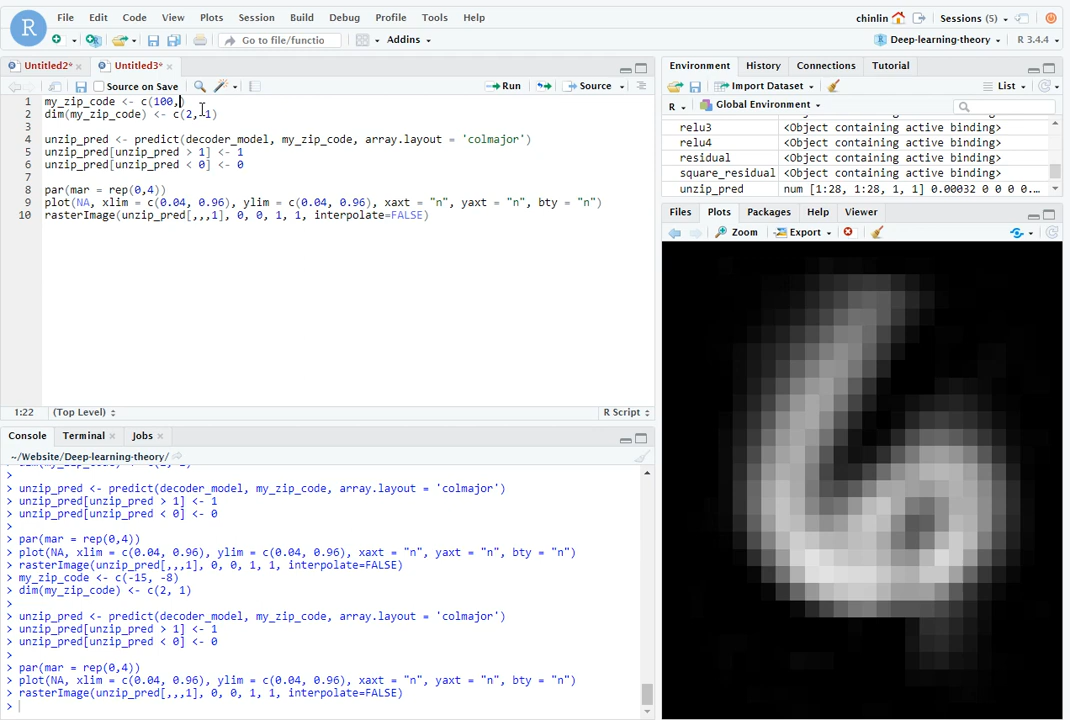 File Edit Code View Plots Session Build Debug Profile Tools Help
chinlin Sessions (5)
Go to file/functio Addins
Deep-learning-theory R 3.4.4
Untitled2* Untitled3*
Source on Save Run Source
1 my_zip_code <- c(100,)
2 dim(my_zip_code) <- c(2, 1)
3
4 unzip_pred <- predict(decoder_model, my_zip_code, array.layout = 'colmajor')
5 unzip_pred[unzip_pred > 1] <- 1
6 unzip_pred[unzip_pred < 0] <- 0
7
8 par(mar = rep(0,4))
9 plot(NA, xlim = c(0.04, 0.96), ylim = c(0.04, 0.96), xaxt = "n", yaxt = "n", bty = "n")
10 rasterImage(unzip_pred[,,,1], 0, 0, 1, 1, interpolate=FALSE)
1:22 (Top Level) R Script
Console Terminal Jobs
~/Website/Deep-learning-theory/
>
> unzip_pred <- predict(decoder_model, my_zip_code, array.layout = 'colmajor')
> unzip_pred[unzip_pred > 1] <- 1
> unzip_pred[unzip_pred < 0] <- 0
>
> par(mar = rep(0,4))
> plot(NA, xlim = c(0.04, 0.96), ylim = c(0.04, 0.96), xaxt = "n", yaxt = "n", bty = "n")
> rasterImage(unzip_pred[,,,1], 0, 0, 1, 1, interpolate=FALSE)
> my_zip_code <- c(-15, -8)
> dim(my_zip_code) <- c(2, 1)
>
> unzip_pred <- predict(decoder_model, my_zip_code, array.layout = 'colmajor')
> unzip_pred[unzip_pred > 1] <- 1
> unzip_pred[unzip_pred < 0] <- 0
>
> par(mar = rep(0,4))
> plot(NA, xlim = c(0.04, 0.96), ylim = c(0.04, 0.96), xaxt = "n", yaxt = "n", bty = "n")
> rasterImage(unzip_pred[,,,1], 0, 0, 1, 1, interpolate=FALSE)
>
Environment History Connections Tutorial
Import Dataset List
R Global Environment
relu3 <Object containing active binding>
relu4 <Object containing active binding>
residual <Object containing active binding>
square_residual <Object containing active binding>
unzip_pred num [1:28, 1:28, 1, 1] 0.00032 0 0 0 0...
Files Plots Packages Help Viewer
Zoom Export